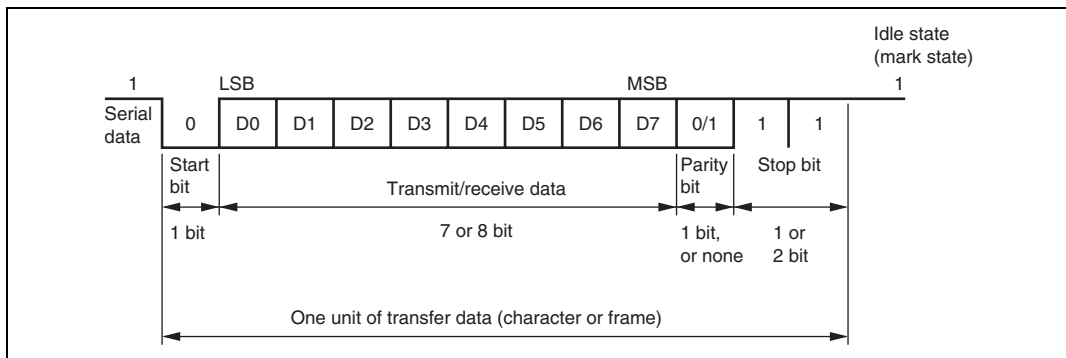 Idle state
(mark state)
1 LSB MSB 1
Serial
data
0 D0 D1 D2 D3 D4 D5 D6 D7 0/1 1 1
Start
bit
Transmit/receive data
Parity
bit
Stop bit
1 bit
7 or 8 bit
1 bit,
or none
1 or
2 bit
One unit of transfer data (character or frame)